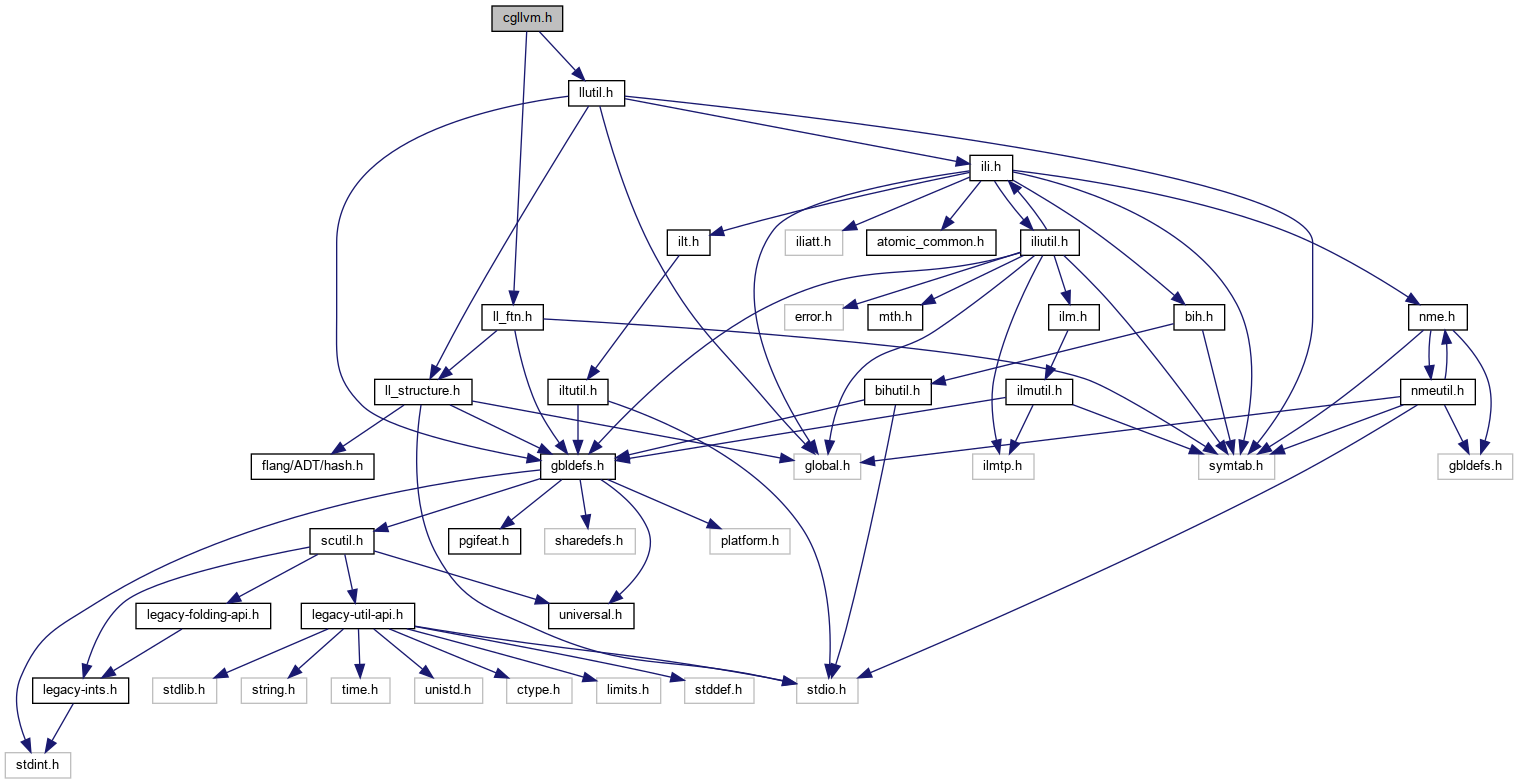 cgllvm.h
llutil.h
ili.h
ilt.h
iliatt.h
atomic_common.h
iliutil.h
ll_ftn.h
error.h
mth.h
ilm.h
bih.h
nme.h
ll_structure.h
iltutil.h
bihutil.h
ilmutil.h
nmeutil.h
flang/ADT/hash.h
gbldefs.h
global.h
ilmtp.h
symtab.h
gbldefs.h
scutil.h
pgifeat.h
sharedefs.h
platform.h
legacy-folding-api.h
legacy-util-api.h
universal.h
legacy-ints.h
stdlib.h
string.h
time.h
unistd.h
ctype.h
limits.h
stddef.h
stdio.h
stdint.h